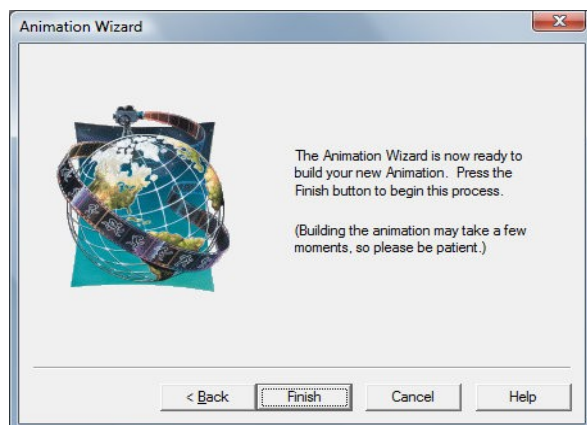 Animation Wizard
The Animation Wizard is now ready to
build your new Animation. Press the
Finish button to begin this process.
(Building the animation may take a few
moments, so please be patient.)
< Back
Finish
Cancel
Help